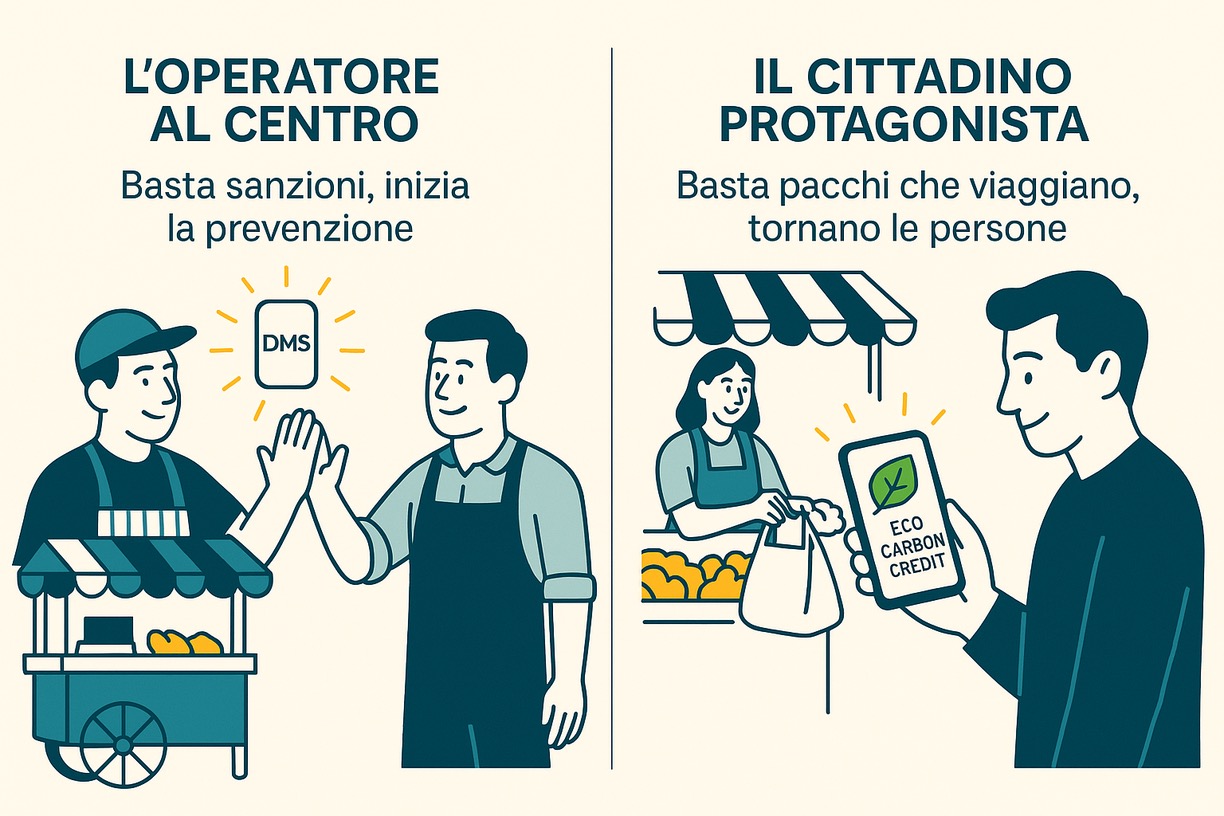 L'OPERATORE
AL CENTRO
Basta sanzioni, inizia
la prevenzione
DMS
IL CITTADINO
PROTAGONISTA
Basta pacchi che viaggiano,
tornano le persone
ECO
CARBON
CREDIT